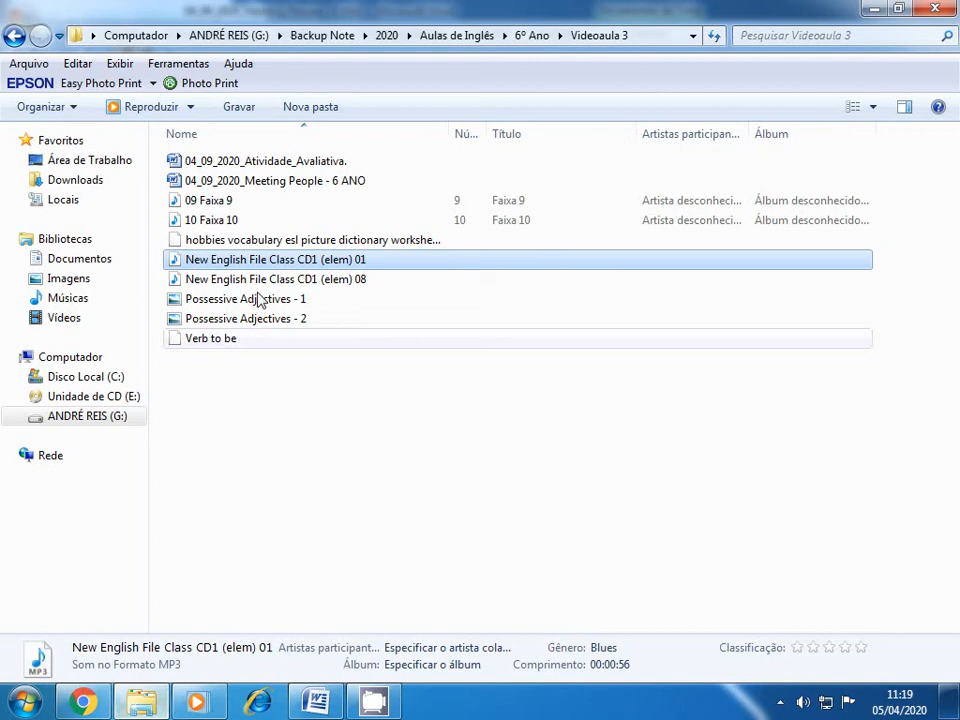 Computador ANDRÉ REIS (G:) Backup Note 2020 Aulas de Inglês 6º Ano Videoaula 3 Pesquisar Videoaula 3
Arquivo Editar Exibir Ferramentas Ajuda
EPSON Easy Photo Print Photo Print
Organizar Reproduzir Gravar Nova pasta
Favoritos
Área de Trabalho
Downloads
Locais
Bibliotecas
Documentos
Imagens
Músicas
Vídeos
Computador
Disco Local (C:)
Unidade de CD (E:)
ANDRÉ REIS (G:)
Rede
Nome Nú... Título Artistas participan... Álbum
04_09_2020_Atividade_Avaliativa.
04_09_2020_Meeting People - 6 ANO
09 Faixa 9 9 Faixa 9 Artista desconheci... Álbum desconhecido...
10 Faixa 10 10 Faixa 10 Artista desconheci... Álbum desconhecido...
hobbies vocabulary esl picture dictionary workshe...
New English File Class CD1 (elem) 01
New English File Class CD1 (elem) 08
Possessive Adjectives - 1
Possessive Adjectives - 2
Verb to be
New English File Class CD1 (elem) 01 Artistas participant... Especificar o artista cola... Gênero: Blues Classificação:
Som no Formato MP3 Álbum: Especificar o álbum Comprimento: 00:00:56
MP3
11:19
05/04/2020